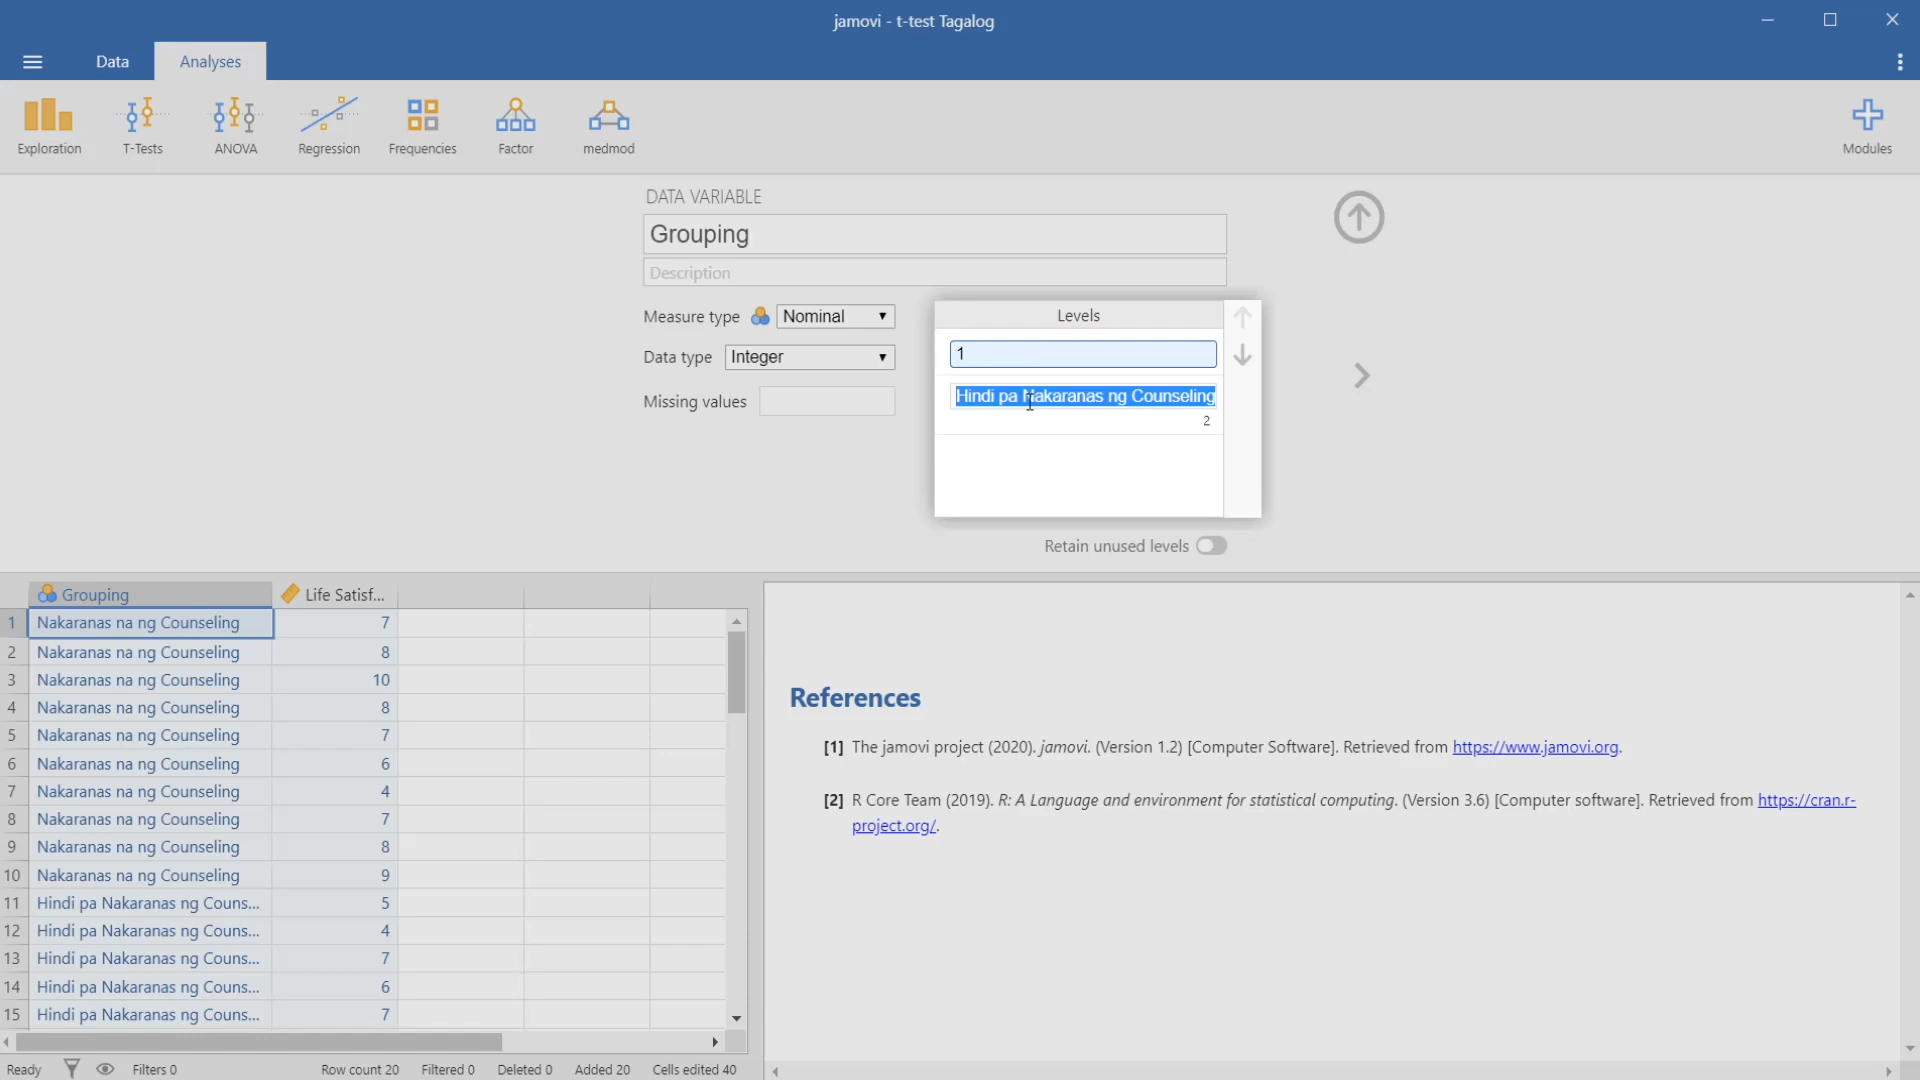 jamovi - t-test Tagalog
Data
Analyses
Exploration
T-Tests
ANOVA
Regression
Frequencies
Factor
medmod
Modules
DATA VARIABLE
Grouping
Description
Measure type Nominal
Data type Integer
Missing values
Levels
1
Hindi pa Nakaranas ng Counseling
2
Retain unused levels
Grouping Life Satisf...
1 Nakaranas na ng Counseling 7
2 Nakaranas na ng Counseling 8
3 Nakaranas na ng Counseling 10
4 Nakaranas na ng Counseling 8
5 Nakaranas na ng Counseling 7
6 Nakaranas na ng Counseling 6
7 Nakaranas na ng Counseling 4
8 Nakaranas na ng Counseling 7
9 Nakaranas na ng Counseling 8
10 Nakaranas na ng Counseling 9
11 Hindi pa Nakaranas ng Couns... 5
12 Hindi pa Nakaranas ng Couns... 4
13 Hindi pa Nakaranas ng Couns... 7
14 Hindi pa Nakaranas ng Couns... 6
15 Hindi pa Nakaranas ng Couns... 7
Ready Filters 0 Row count 20 Filtered 0 Deleted 0 Added 20 Cells edited 40
References
[1] The jamovi project (2020). jamovi. (Version 1.2) [Computer Software]. Retrieved from https://www.jamovi.org.
[2] R Core Team (2019). R: A Language and environment for statistical computing. (Version 3.6) [Computer software]. Retrieved from https://cran.r-
project.org/.